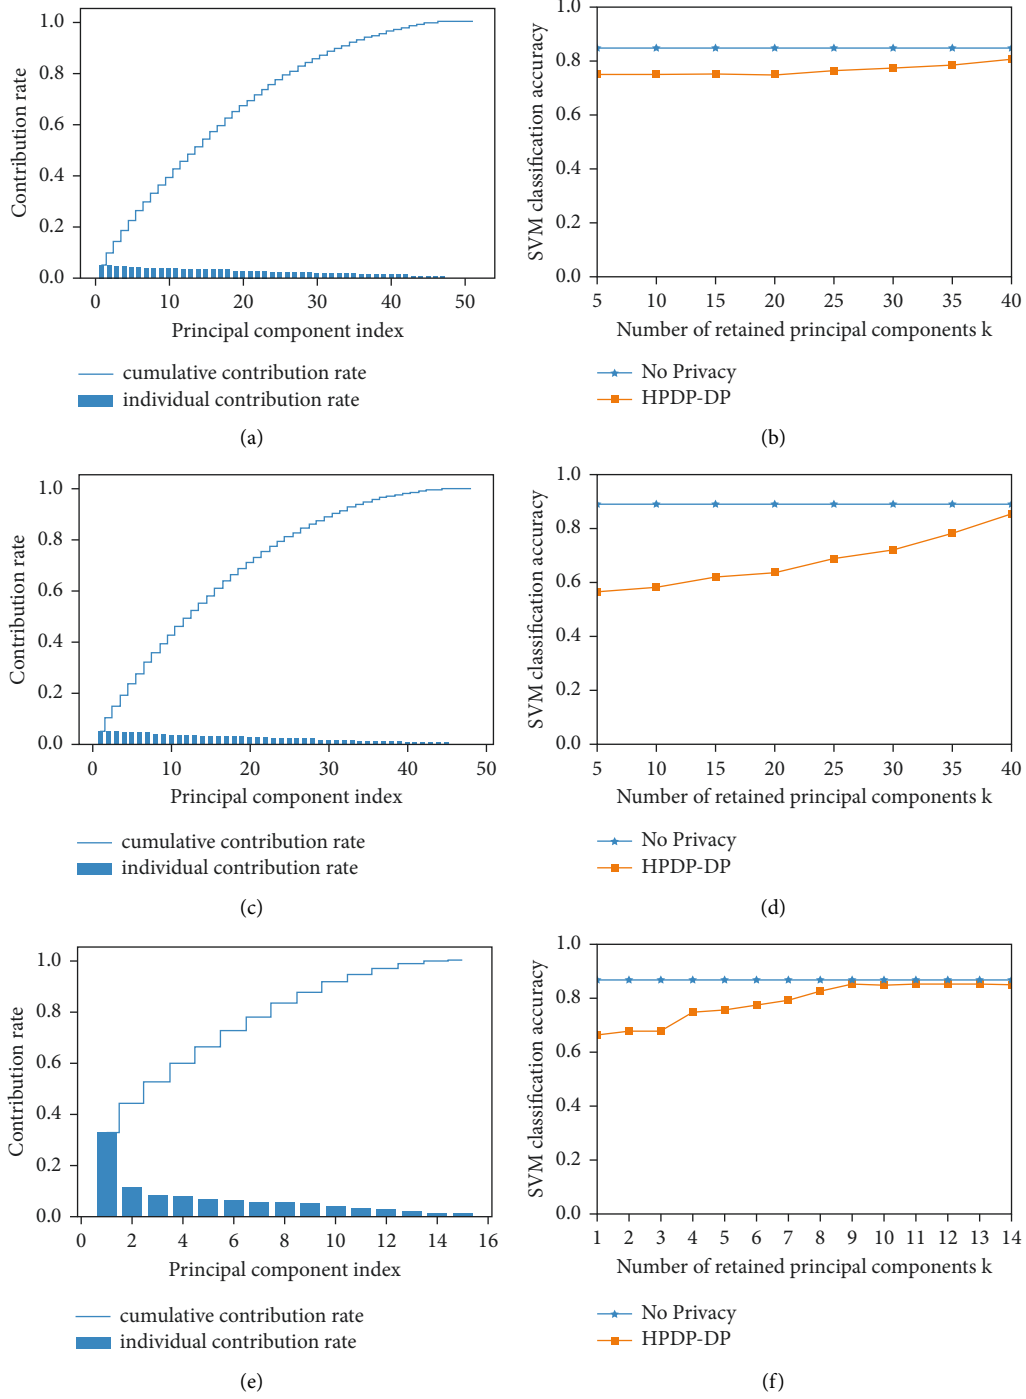 1.0
0.8
0.6
0.4
0.2
0.0
Contribution rate
0 10 20 30 40 50
Principal component index
cumulative contribution rate
individual contribution rate
(a)
1.0
0.8
0.6
0.4
0.2
0.0
SVM classification accuracy
5 10 15 20 25 30 35 40
Number of retained principal components k
No Privacy
HPDP-DP
(b)
1.0
0.8
0.6
0.4
0.2
0.0
Contribution rate
0 10 20 30 40 50
Principal component index
cumulative contribution rate
individual contribution rate
(c)
1.0
0.8
0.6
0.4
0.2
0.0
SVM classification accuracy
5 10 15 20 25 30 35 40
Number of retained principal components k
No Privacy
HPDP-DP
(d)
1.0
0.8
0.6
0.4
0.2
0.0
Contribution rate
0 2 4 6 8 10 12 14 16
Principal component index
cumulative contribution rate
individual contribution rate
(e)
1.0
0.8
0.6
0.4
0.2
0.0
SVM classification accuracy
1 2 3 4 5 6 7 8 9 10 11 12 13 14
Number of retained principal components k
No Privacy
HPDP-DP
(f)